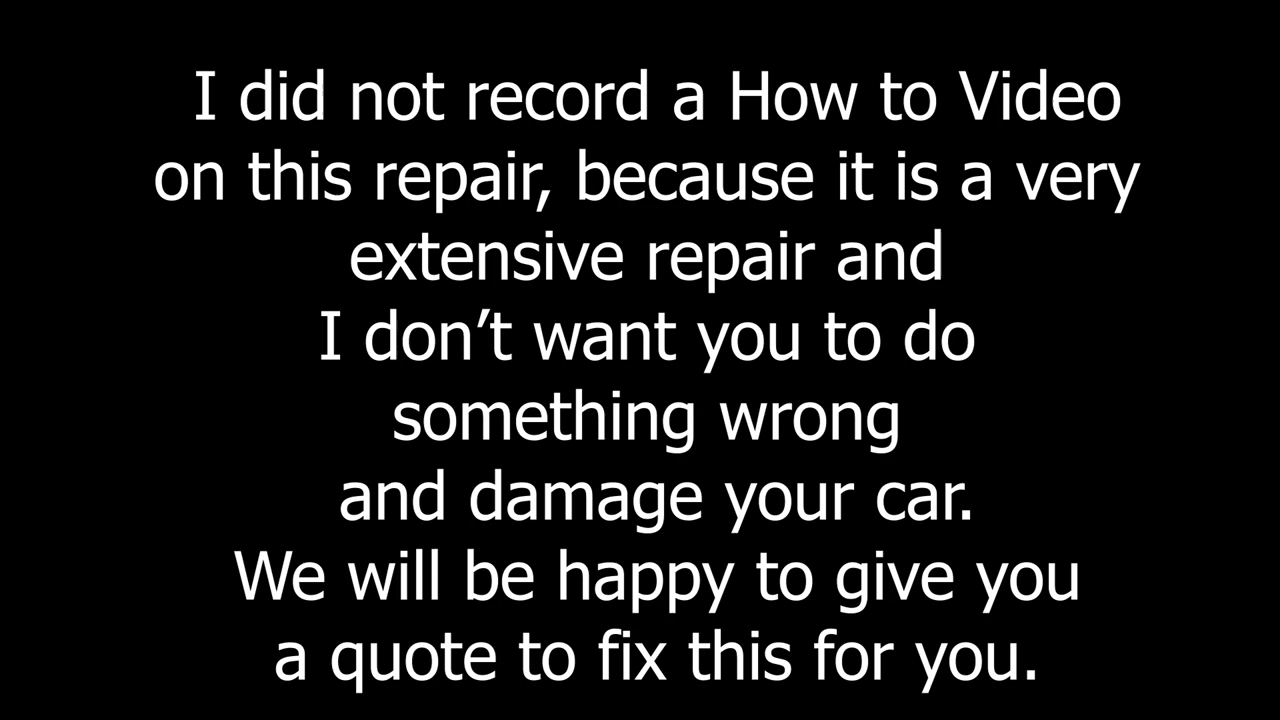 I did not record a How to Video
on this repair, because it is a very
extensive repair and
I don’t want you to do
something wrong
and damage your car.
We will be happy to give you
a quote to fix this for you.